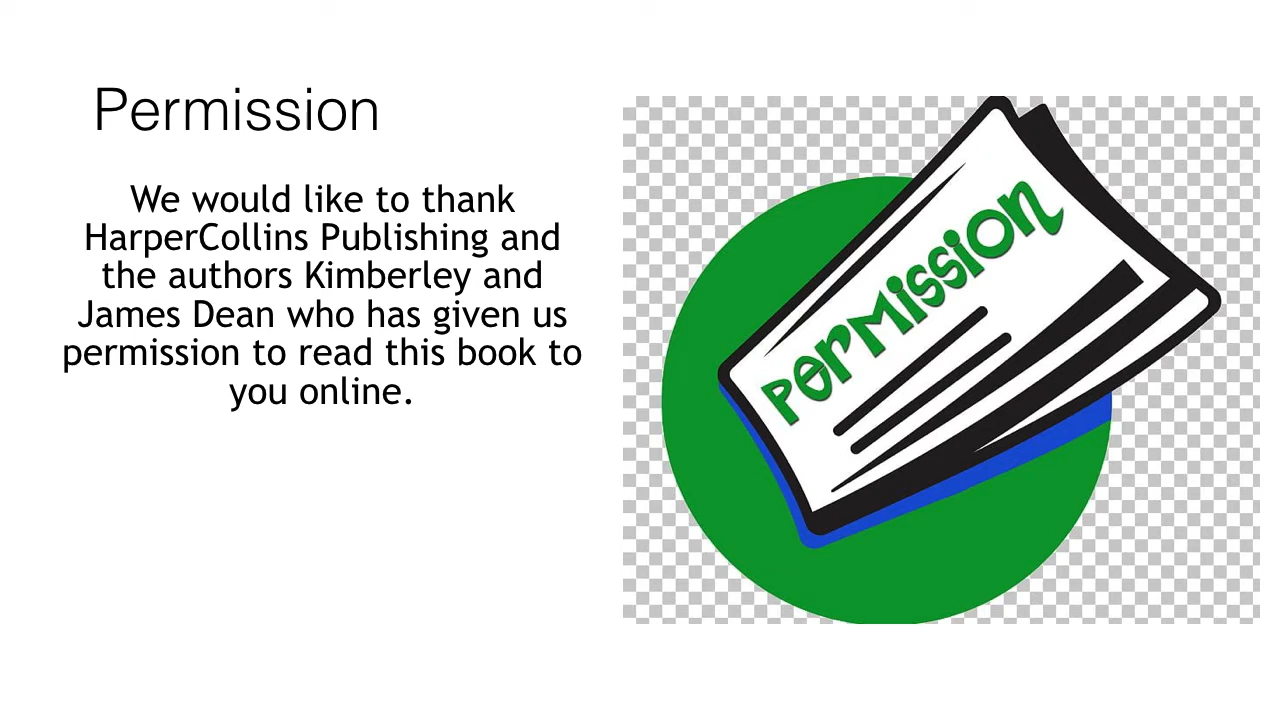 Permission
We would like to thank
HarperCollins Publishing and
the authors Kimberley and
James Dean who has given us
permission to read this book to
you online.
PerMissiOn